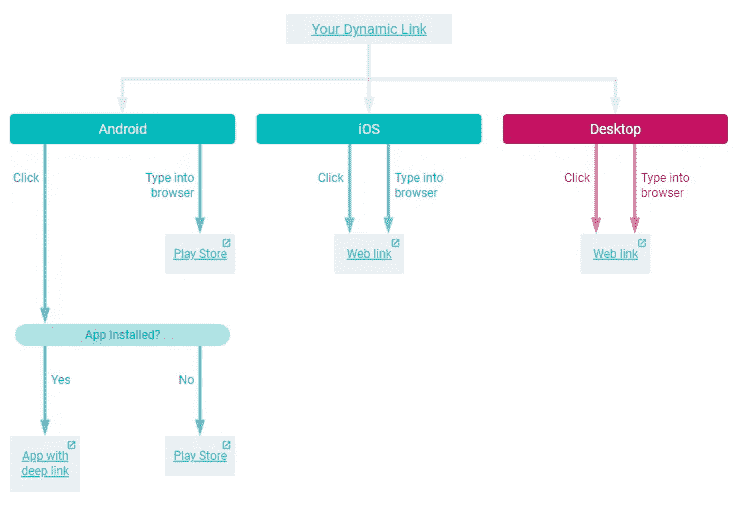 Your Dynamic Link
Android
iOS
Desktop
Click
Type into
browser
Click
Type into
browser
Click
Type into
browser
Play Store
Web link
Web link
App installed?
Yes
No
App with
deep link
Play Store